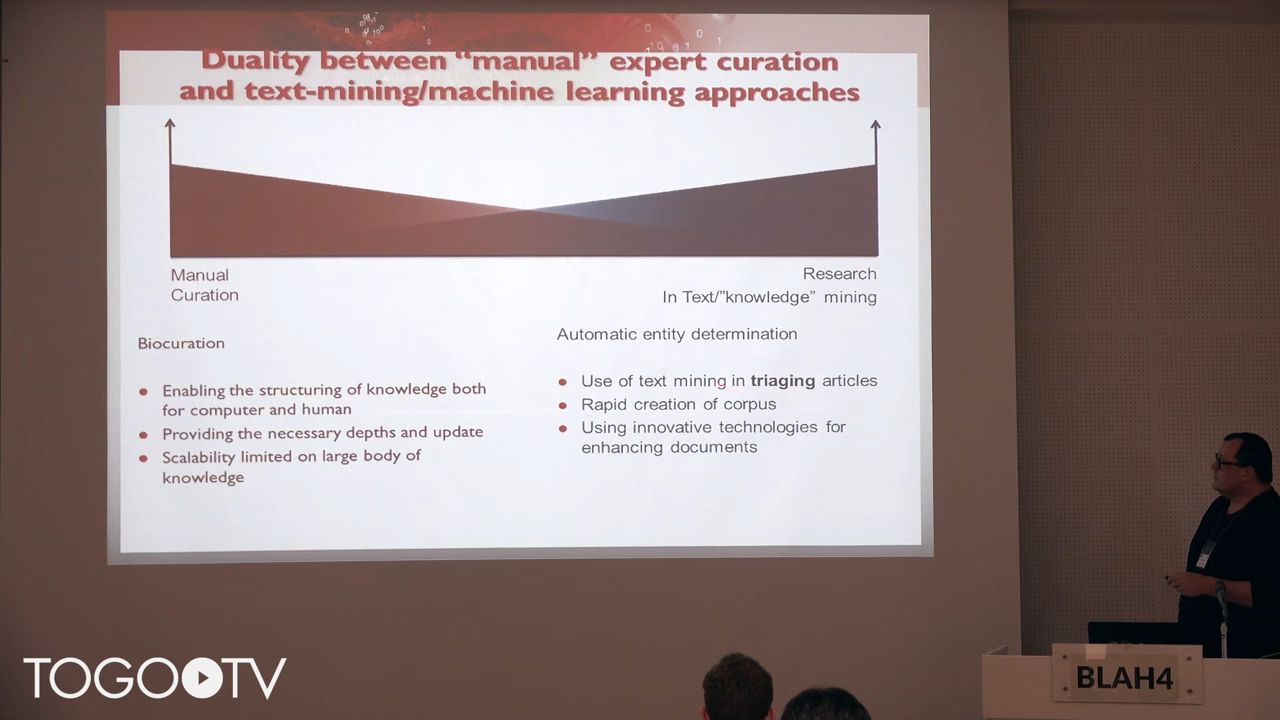 Duality between “manual” expert curation
and text-mining/machine learning approaches
Manual
Curation
Research
In Text/”knowledge” mining
Biocuration
Enabling the structuring of knowledge both
for computer and human
Providing the necessary depths and update
Scalability limited on large body of
knowledge
Automatic entity determination
Use of text mining in triaging articles
Rapid creation of corpus
Using innovative technologies for
enhancing documents
BLAH4
TOGOTV